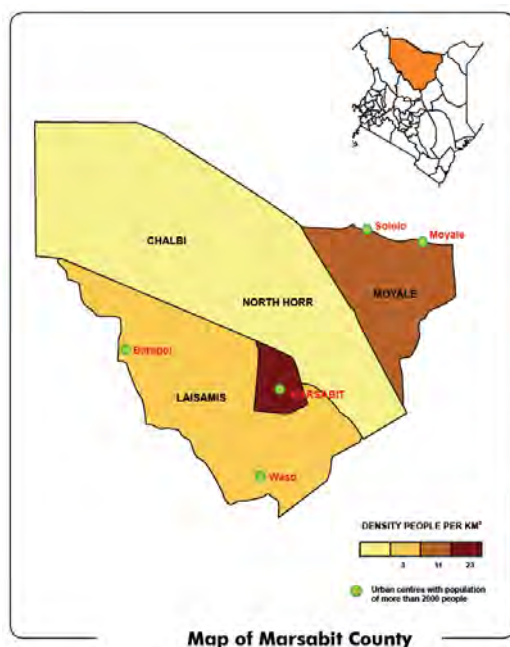 Sololo
Moyale
CHALBI
NORTH HORR
MOYALE
LAISAMIS
MARSABIT
Waso
DENSITY PEOPLE PER KM²
3
23
Urban centres with population
of more than 2000 people
Map of Marsabit County